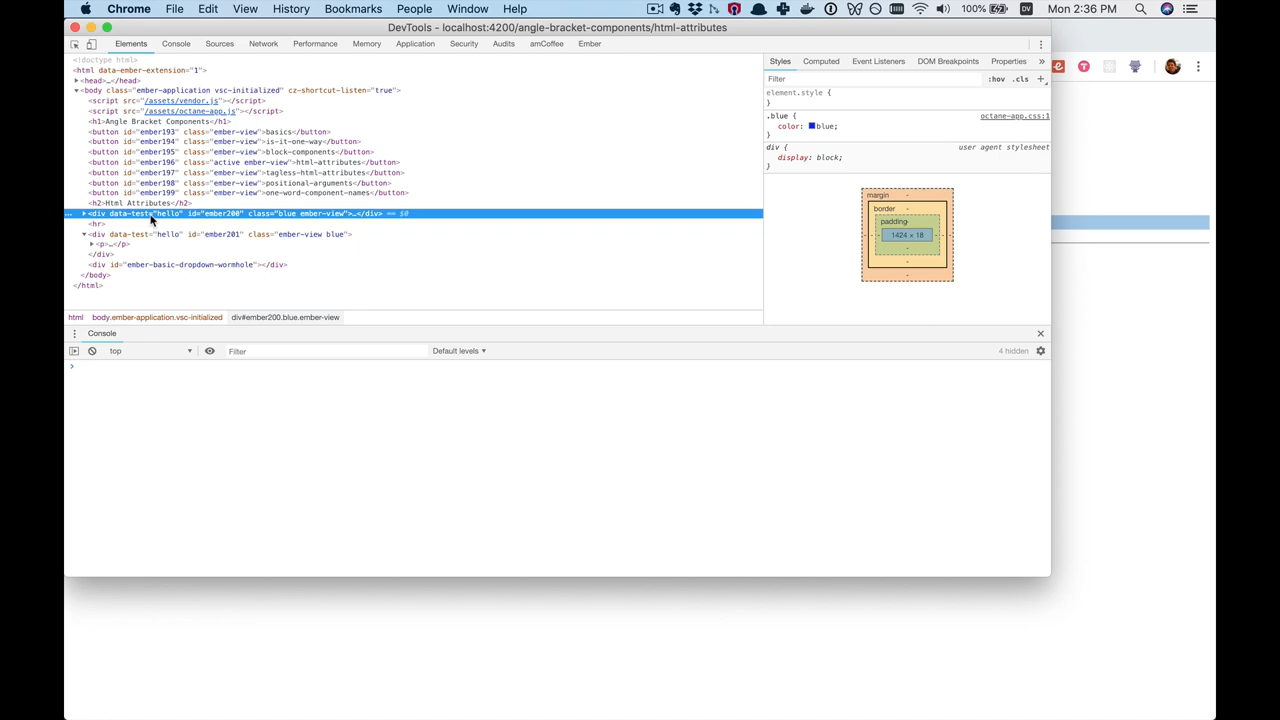 Chrome File Edit View History Bookmarks People Window Help 100% DV Mon 2:36 PM
DevTools - localhost:4200/angle-bracket-components/html-attributes
Elements Console Sources Network Performance Memory Application Security Audits amCoffee Ember
Styles Computed Event Listeners DOM Breakpoints Properties »
Filter :hov .cls +
<!doctype html>
<html data-ember-extension="1">
<head>…</head>
<body class="ember-application vsc-initialized" cz-shortcut-listen="true">
<script src="/assets/vendor.js"></script>
<script src="/assets/octane-app.js"></script>
<h1>Angle Bracket Components</h1>
<button id="ember193" class="ember-view">basics</button>
<button id="ember194" class="ember-view">is-it-one-way</button>
<button id="ember195" class="ember-view">block-components</button>
<button id="ember196" class="active ember-view">html-attributes</button>
<button id="ember197" class="ember-view">tagless-html-attributes</button>
<button id="ember198" class="ember-view">positional-arguments</button>
<button id="ember199" class="ember-view">one-word-component-names</button>
<h2>Html Attributes</h2>
… <div data-test="hello" id="ember200" class="blue ember-view">…</div> == $0
<hr>
<div data-test="hello" id="ember201" class="ember-view blue">
<p>…</p>
</div>
<div id="ember-basic-dropdown-wormhole"></div>
</body>
</html>
element.style {
}
.blue { octane-app.css:1
color: blue;
}
div { user agent stylesheet
display: block;
}
margin -
border -
padding -
- - - 1424 × 18 - - -
-
-
-
html body.ember-application.vsc-initialized div#ember200.blue.ember-view
Console
top Filter Default levels 4 hidden